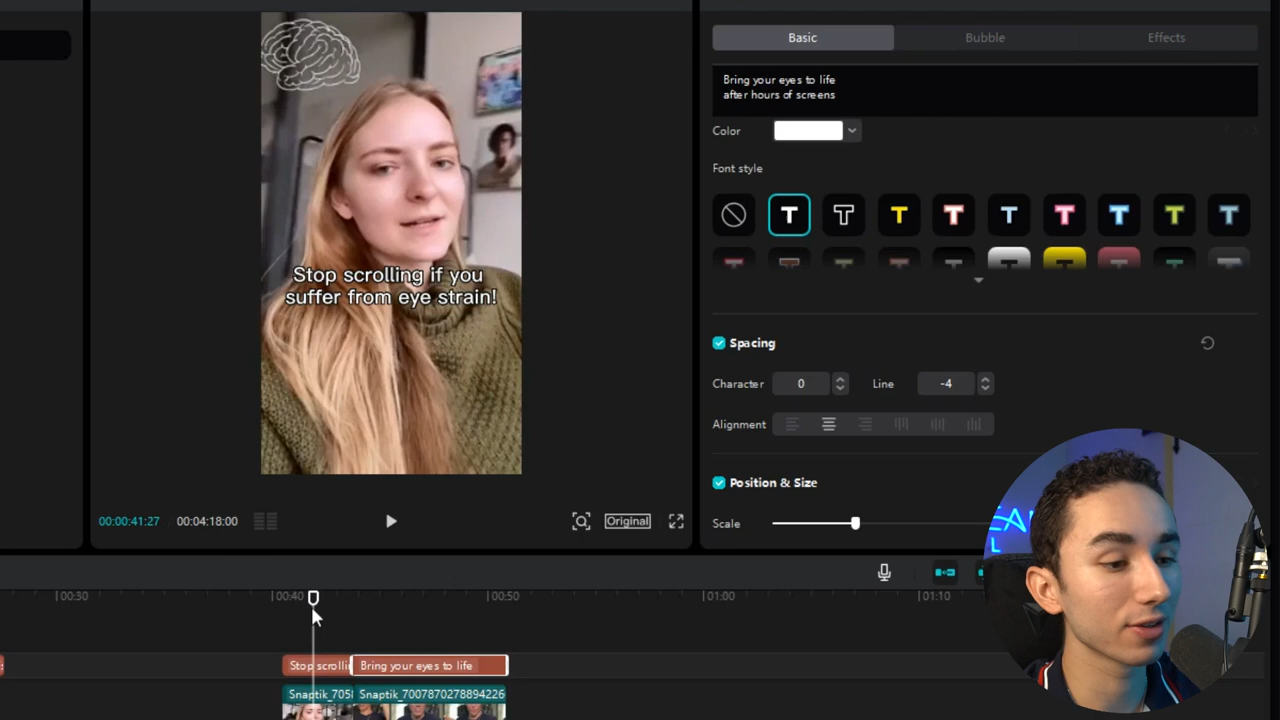 Basic
Bubble
Effects
Bring your eyes to life
after hours of screens
Color
Font style
T T T T T T T T T
Stop scrolling if you
suffer from eye strain!
Spacing
Character 0 Line -4
Alignment
Position & Size
Scale
00:00:41:27 00:04:18:00
Original
00:30 00:40 00:50 01:00 01:10
Stop scrolli
Bring your eyes to life
Snaptik_705
Snaptik_7007870278894226